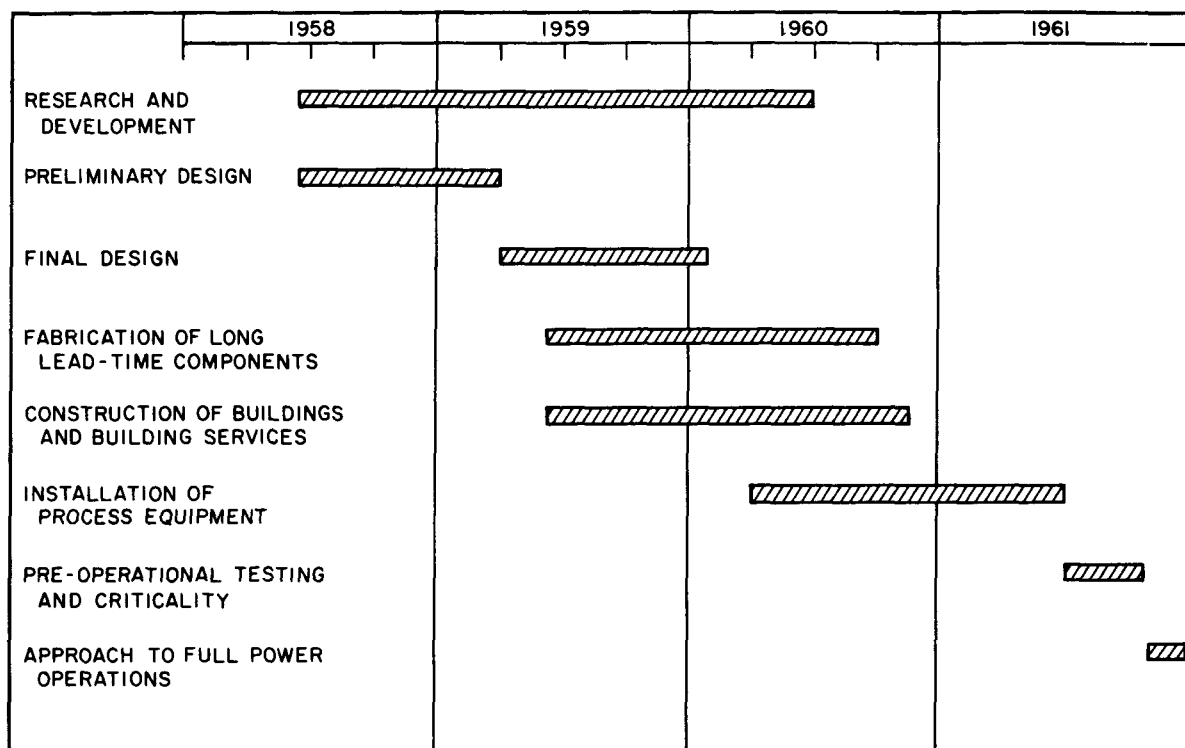 1958 1959 1960 1961
RESEARCH AND
DEVELOPMENT
PRELIMINARY DESIGN
FINAL DESIGN
FABRICATION OF LONG
LEAD-TIME COMPONENTS
CONSTRUCTION OF BUILDINGS
AND BUILDING SERVICES
INSTALLATION OF
PROCESS EQUIPMENT
PRE-OPERATIONAL TESTING
AND CRITICALITY
APPROACH TO FULL POWER
OPERATIONS